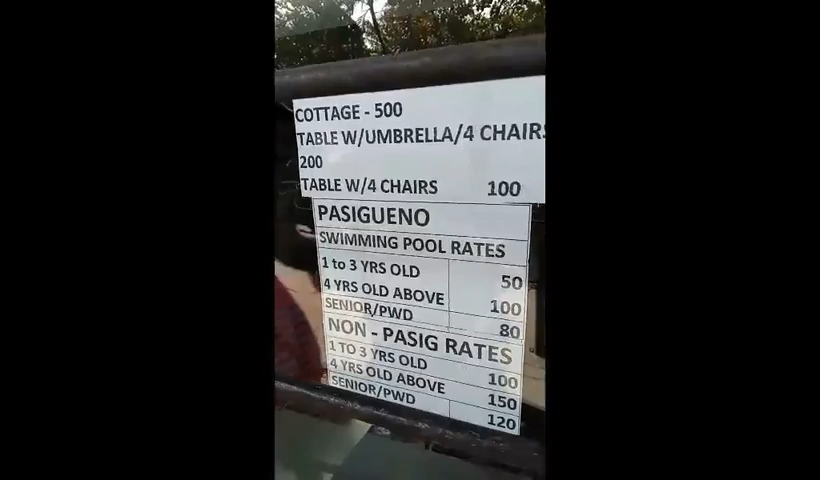 COTTAGE - 500
TABLE W/UMBRELLA/4 CHAIRS
200
TABLE W/4 CHAIRS 100
PASIGUENO
SWIMMING POOL RATES
1 to 3 YRS OLD 50
4 YRS OLD ABOVE 100
SENIOR/PWD 80
NON - PASIG RATES
1 TO 3 YRS OLD 100
4 YRS OLD ABOVE 150
SENIOR/PWD 120